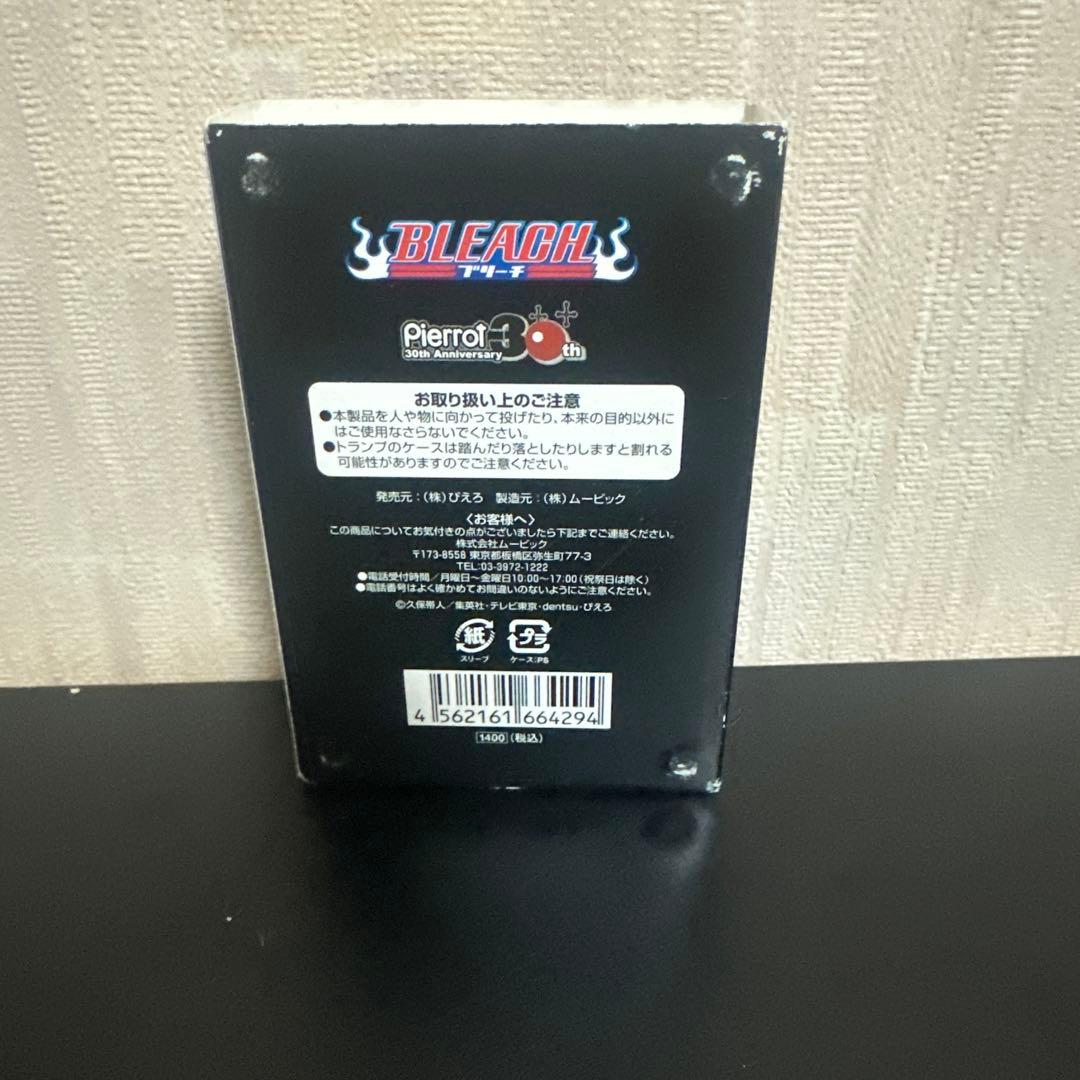 BLEACH
ブリーチ
Pierrot 30th
30th Anniversary
お取り扱い上のご注意
●本製品を人や物に向かって投げたり、本来の目的以外に
はご使用なさらないでください。
●トランプのケースは踏んだり落としたりしますと割れる
可能性がありますのでご注意ください。
発売元：(株)ぴえろ 製造元：(株)ムービック
〈お客様へ〉
この商品についてお気付きの点がございましたら下記までご連絡ください。
株式会社ムービック
〒173-8558 東京都板橋区弥生町77-3
TEL:03-3972-1222
●電話受付時間／月曜日～金曜日10:00～17:00(祝祭日は除く)
●電話番号はよく確かめてお間違いのないようにご注意ください。
©久保帯人／集英社・テレビ東京・dentsu・ぴえろ
紙 プラ
スリーブ ケース:PS
4 562161 664294
1400 (税込)